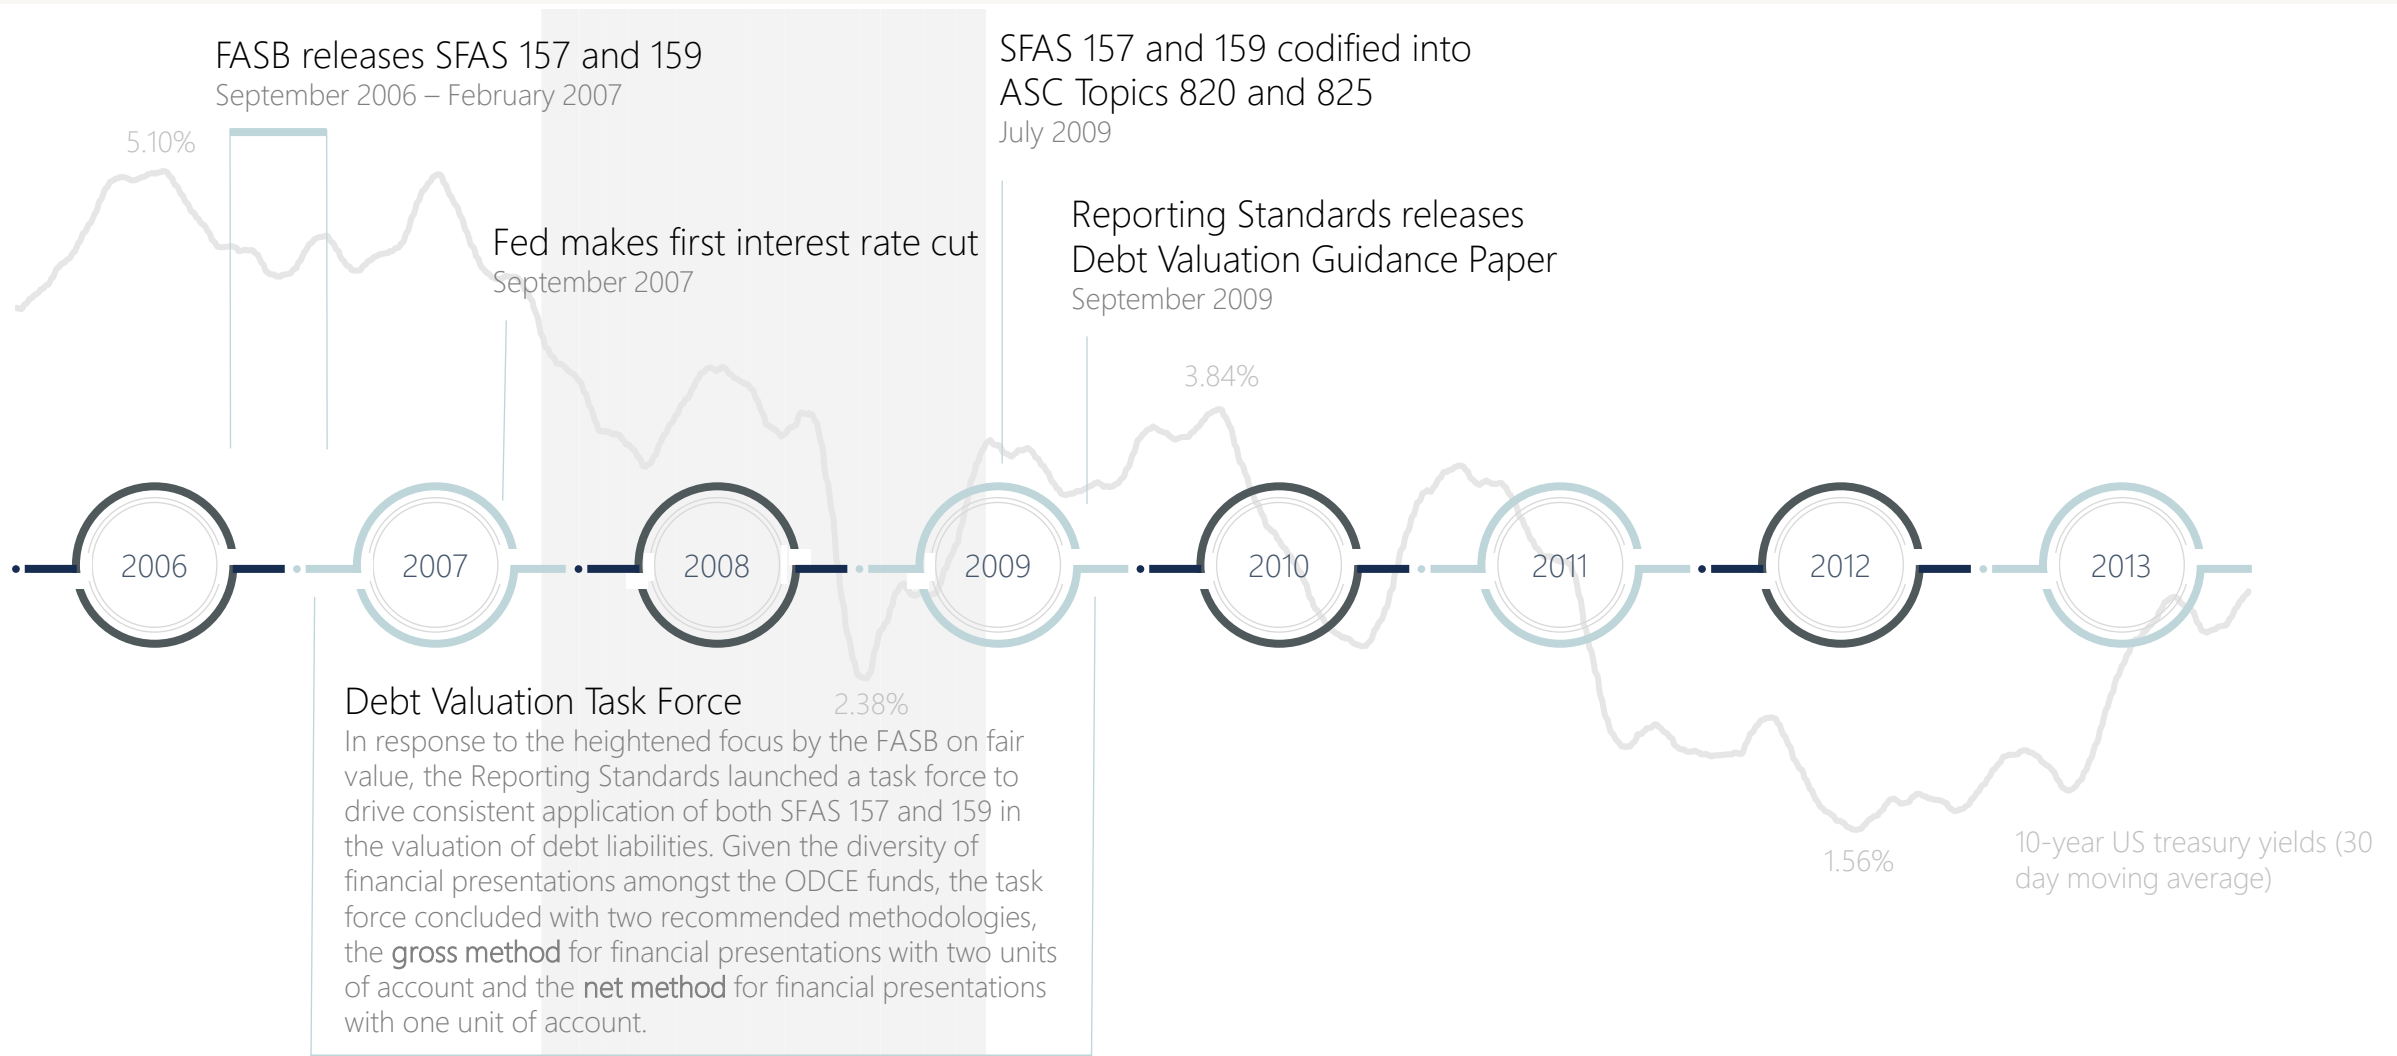 FASB releases SFAS 157 and 159
September 2006 – February 2007
SFAS 157 and 159 codified into
ASC Topics 820 and 825
July 2009
5.10%
Reporting Standards releases
Debt Valuation Guidance Paper
September 2009
Fed makes first interest rate cut
September 2007
3.84%
2006
2007
2008
2009
2010
2011
2012
2013
Debt Valuation Task Force
2.38%
In response to the heightened focus by the FASB on fair
value, the Reporting Standards launched a task force to
drive consistent application of both SFAS 157 and 159 in
the valuation of debt liabilities. Given the diversity of
financial presentations amongst the ODCE funds, the task
force concluded with two recommended methodologies,
the gross method for financial presentations with two units
of account and the net method for financial presentations
with one unit of account.
1.56%
10-year US treasury yields (30
day moving average)